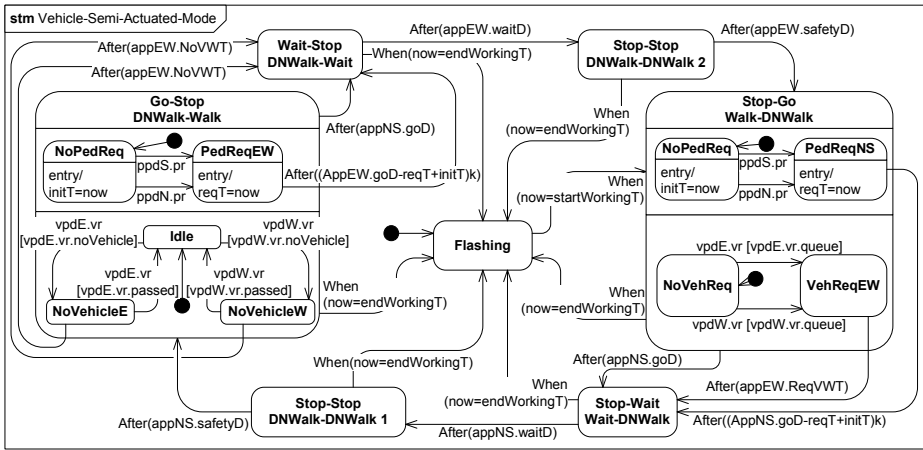 stm Vehicle-Semi-Actuated-Mode
After(appEW.NoVWT)
After(appEW.NoVWT)
Wait-Stop
DNWalk-Wait
After(appEW.waitD)
When(now=endWorkingT)
Stop-Stop
DNWalk-DNWalk 2
After(appEW.safetyD)
When
(now=endWorkingT)
Go-Stop
DNWalk-Walk
After(appNS.goD)
NoPedReq
entry/
initT=now
ppdS.pr
ppdN.pr
PedReqEW
entry/
reqT=now
After((AppEW.goD-reqT+initT)k)
vpdE.vr
[vpdE.vr.noVehicle]
Idle
vpdW.vr
[vpdW.vr.noVehicle]
vpdE.vr
[vpdE.vr.passed]
vpdW.vr
[vpdW.vr.passed]
NoVehicleE
NoVehicleW
When
(now=endWorkingT)
Flashing
When
(now=startWorkingT)
Stop-Go
Walk-DNWalk
NoPedReq
entry/
initT=now
ppdS.pr
ppdN.pr
PedReqNS
entry/
reqT=now
vpdE.vr [vpdE.vr.queue]
NoVehReq
VehReqEW
vpdW.vr [vpdW.vr.queue]
When
(now=endWorkingT)
When(now=endWorkingT)
After(appNS.goD)
After(appEW.ReqVWT)
When
(now=endWorkingT)
Stop-Stop
DNWalk-DNWalk 1
After(appNS.safetyD)
After(appNS.waitD)
Stop-Wait
Wait-DNWalk
After((AppNS.goD-reqT+initT)k)